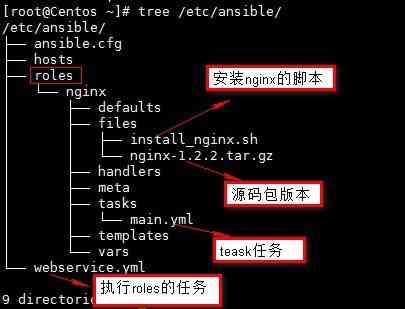 [root@Centos ~]# tree /etc/ansible/
/etc/ansible/
├── ansible.cfg
├── hosts
├── roles
│   └── nginx
│       ├── defaults
│       ├── files
│       │   ├── install_nginx.sh
│       │   └── nginx-1.2.2.tar.gz
│       ├── handlers
│       ├── meta
│       ├── tasks
│       │   └── main.yml
│       ├── templates
│       └── vars
└── webservice.yml
9 directorie
安装nginx的脚本
源码包版本
teask任务
执行roles的任务